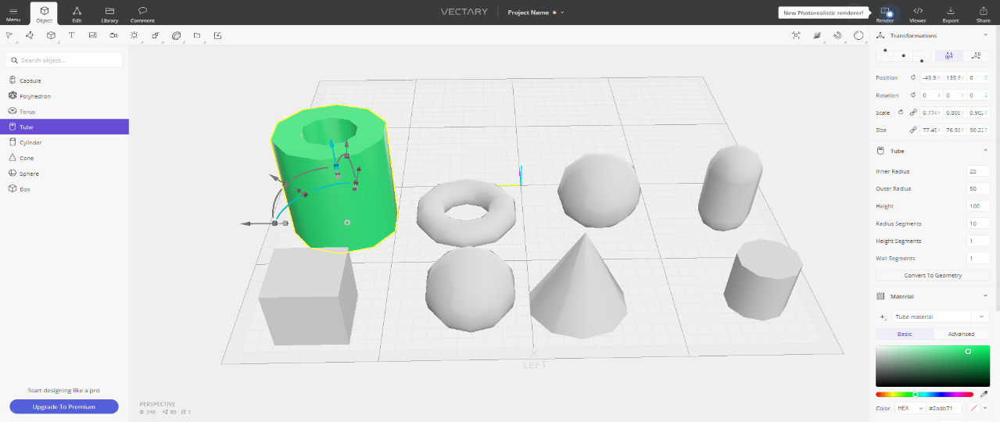 Menu
Object
Edit
Library
Comment
VECTARY
Project Name
New Photorealistic renderer!
Render
Viewer
Export
Share
T
Search object...
Capsule
Polyhedron
Torus
Tube
Cylinder
Cone
Sphere
Box
Start designing like a pro
Upgrade To Premium
X
LEFT
PERSPECTIVE
240 80 1
Transformations
Position -49.3 X 139.5 Y 0 Z
Rotation 0 X 0 Y 0 Z
Scale 0.774 0.808 0.902
Size 77.45 76.95 90.22
Tube
Inner Radius 25
Outer Radius 50
Height 100
Radius Segments 10
Height Segments 1
Wall Segments 1
Convert To Geometry
Material
Tube material
Basic Advanced
Color HEX #2adb71